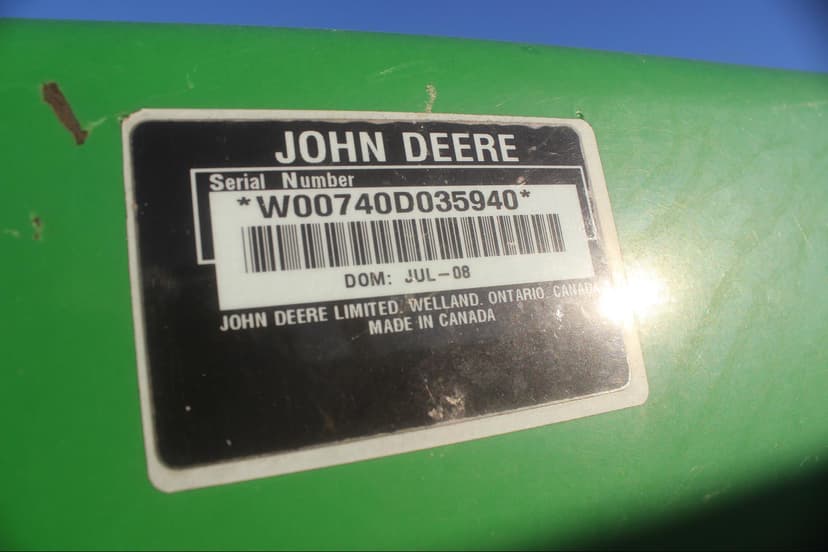 JOHN DEERE
Serial Number
*W00740D035940*
DOM: JUL-08
JOHN DEERE LIMITED. WELLAND. ONTARIO. CANADA
MADE IN CANADA